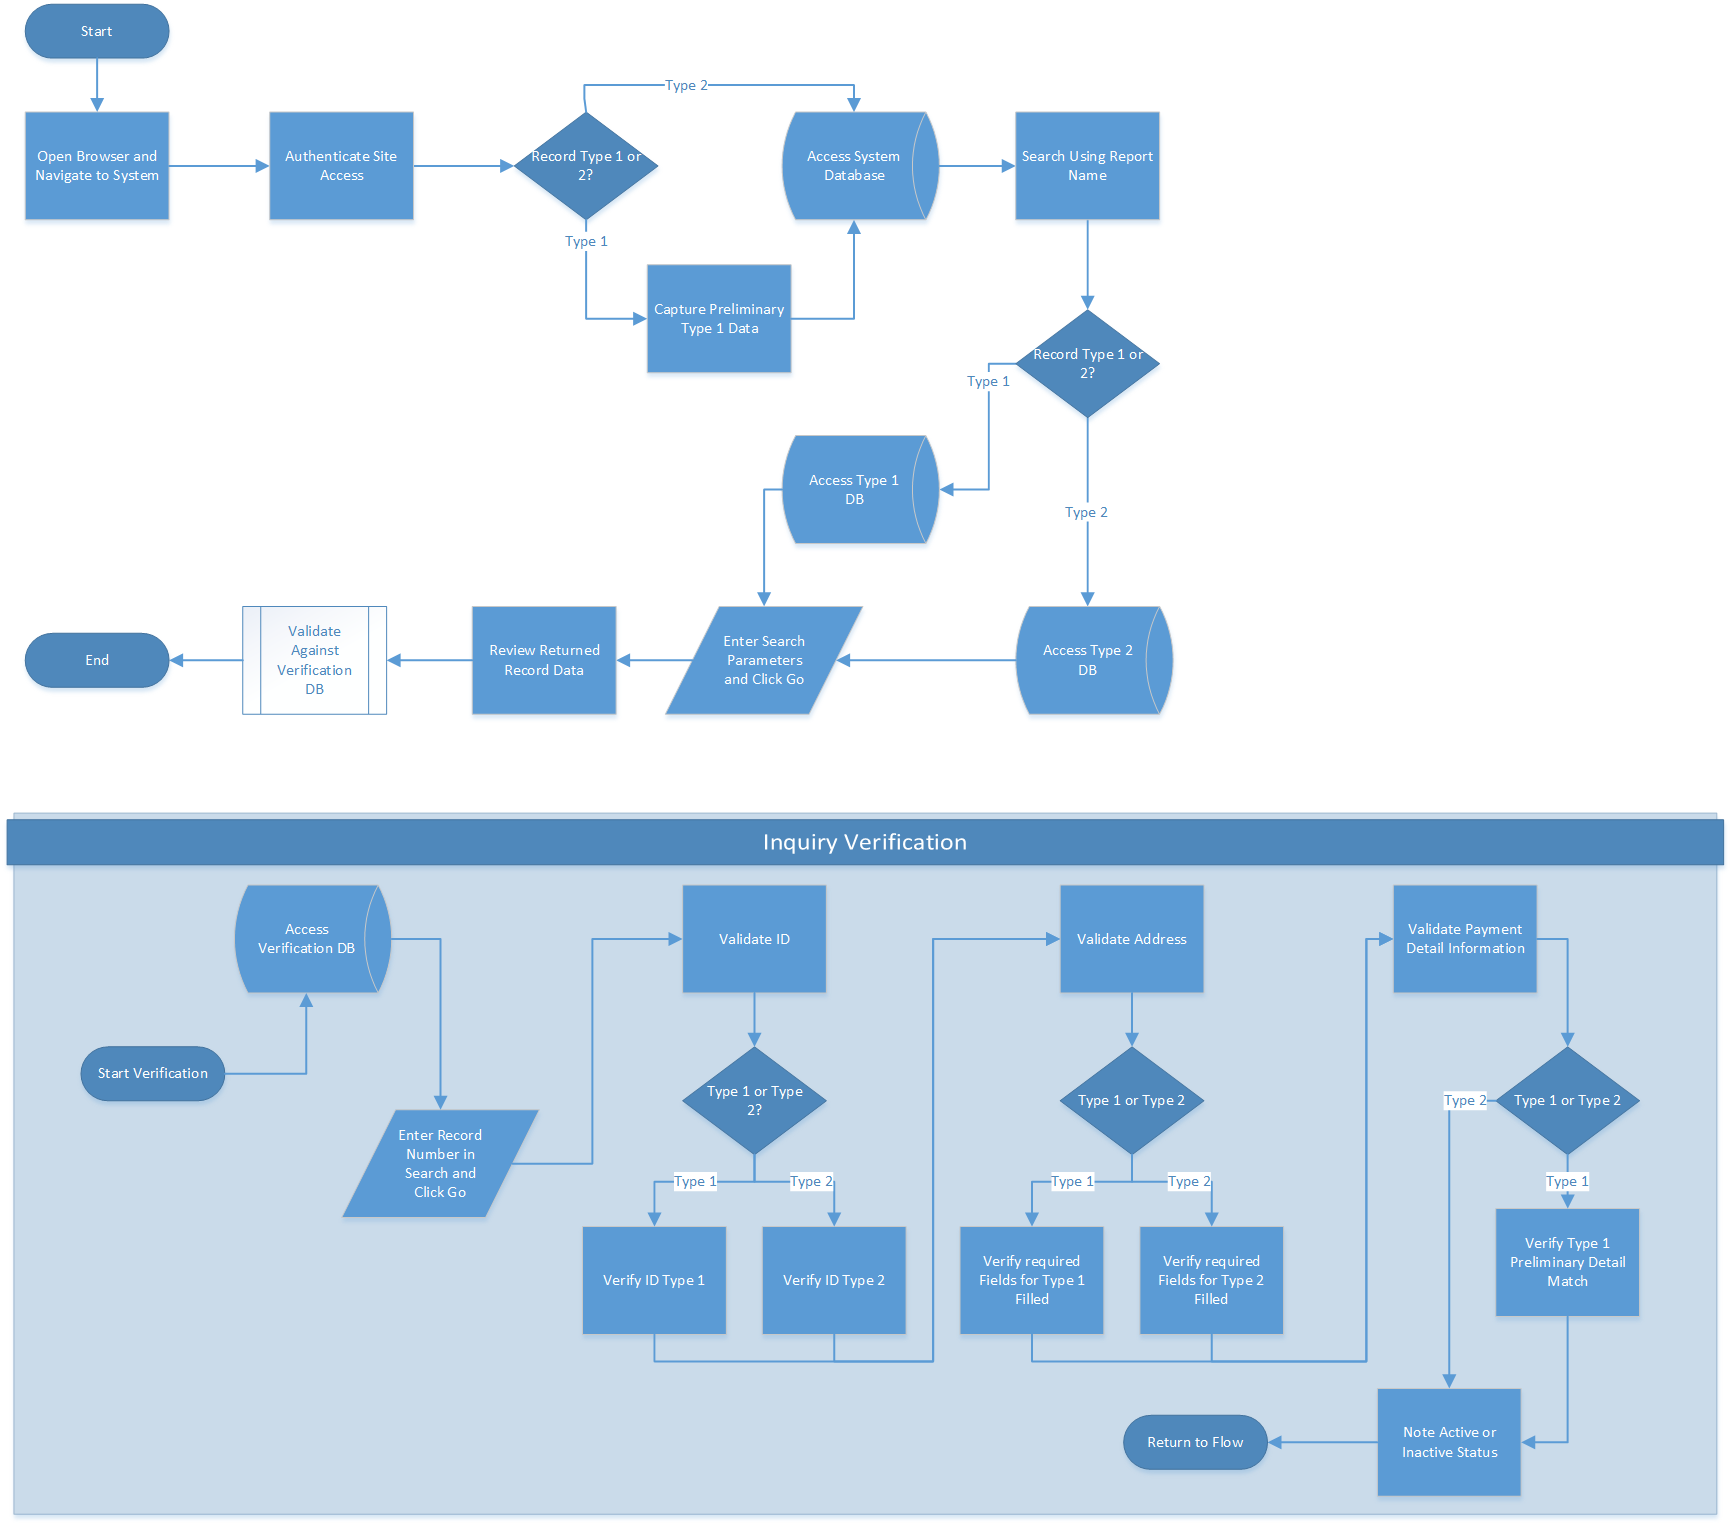 Start
Type 2
Open Browser and
Navigate to System
Authenticate Site
Access
Record Type 1 or
2?
Access System
Database
Search Using Report
Name
Type 1
Capture Preliminary
Type 1 Data
Record Type 1 or
2?
Type 1
Access Type 1
DB
Type 2
End
Validate
Against
Verification
DB
Review Returned
Record Data
Enter Search
Parameters
and Click Go
Access Type 2
DB
Inquiry Verification
Access
Verification DB
Validate ID
Validate Address
Validate Payment
Detail Information
Start Verification
Type 1 or Type
2?
Type 1 or Type 2
Type 2
Type 1 or Type 2
Enter Record
Number in
Search and
Click Go
Type 1
Type 2
Type 1
Type 2
Type 1
Verify ID Type 1
Verify ID Type 2
Verify required
Fields for Type 1
Filled
Verify required
Fields for Type 2
Filled
Verify Type 1
Preliminary Detail
Match
Return to Flow
Note Active or
Inactive Status